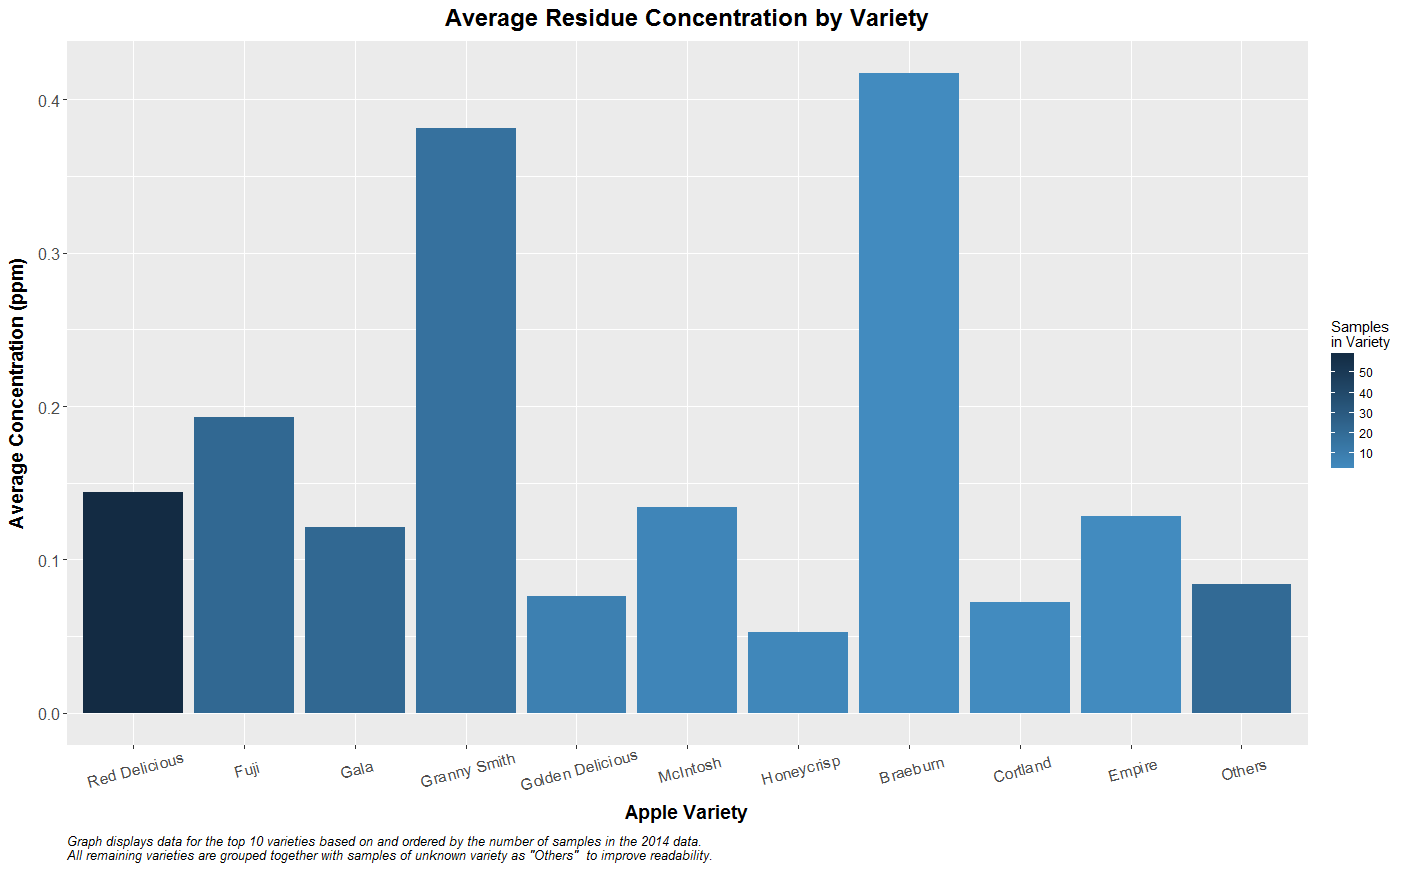 Average Residue Concentration by Variety
0.4
0.3
0.2
0.1
0.0
Average Concentration (ppm)
Red Delicious
Fuji
Gala
Granny Smith
Golden Delicious
McIntosh
Honeycrisp
Braeburn
Cortland
Empire
Others
Apple Variety
Samples
in Variety
50
40
30
20
10
Graph displays data for the top 10 varieties based on and ordered by the number of samples in the 2014 data.
All remaining varieties are grouped together with samples of unknown variety as "Others"  to improve readability.